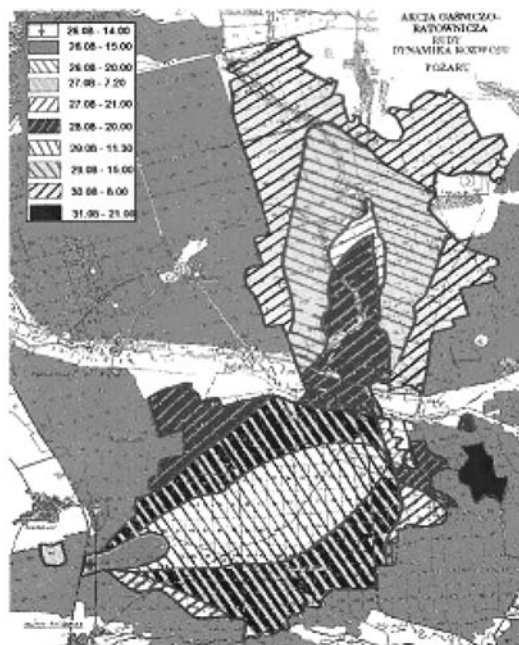 26.08 - 14.00
26.08 - 15.00
26.08 - 20.00
27.08 - 7.20
27.08 - 21.00
28.08 - 20.00
29.08 - 11.30
29.08 - 15.00
30.08 - 8.00
31.08 - 21.00
AKCJA GAŚNICZO-
RATOWNICZA
RUDY
DYNAMIKA ROZWOJU
POŻARU